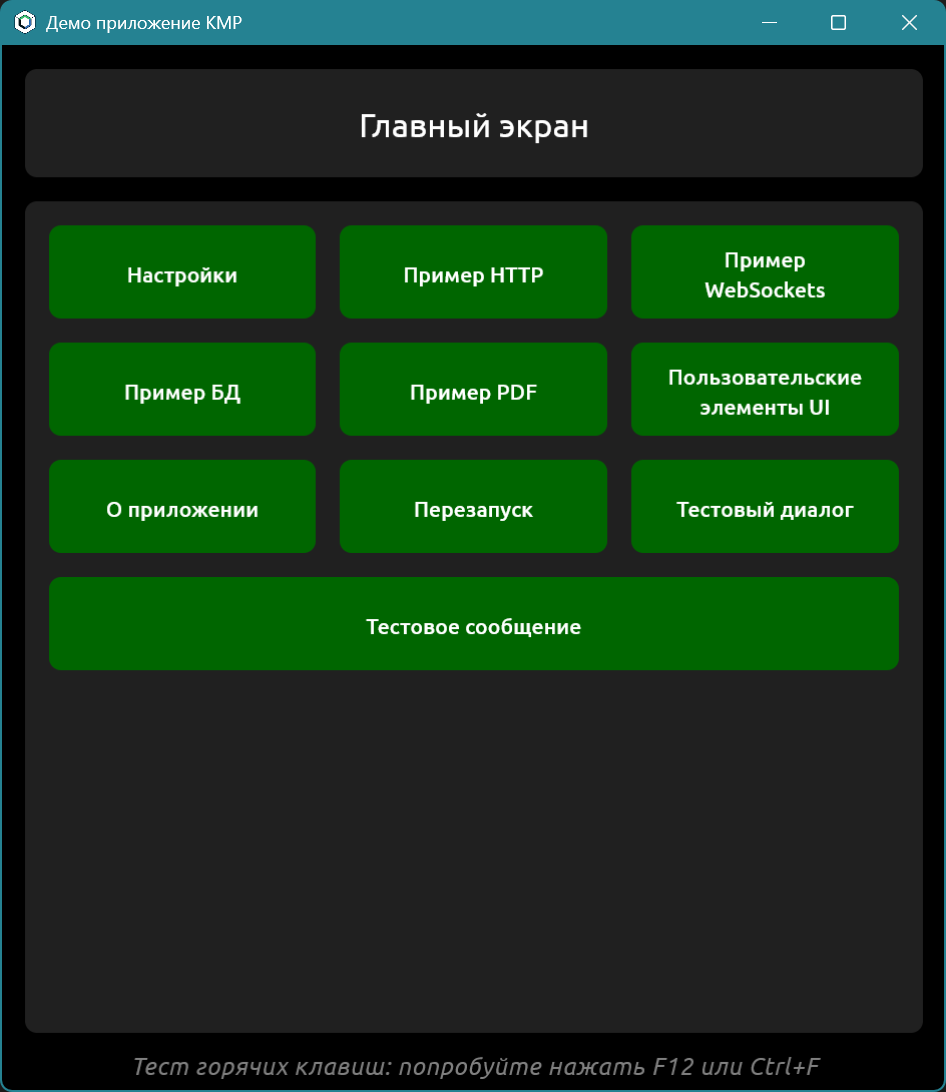 Демо приложение KMP
Главный экран
Настройки
Пример HTTP
Пример
WebSockets
Пример БД
Пример PDF
Пользовательские
элементы UI
О приложении
Перезапуск
Тестовый диалог
Тестовое сообщение
Тест горячих клавиш: попробуйте нажать F12 или Ctrl+F